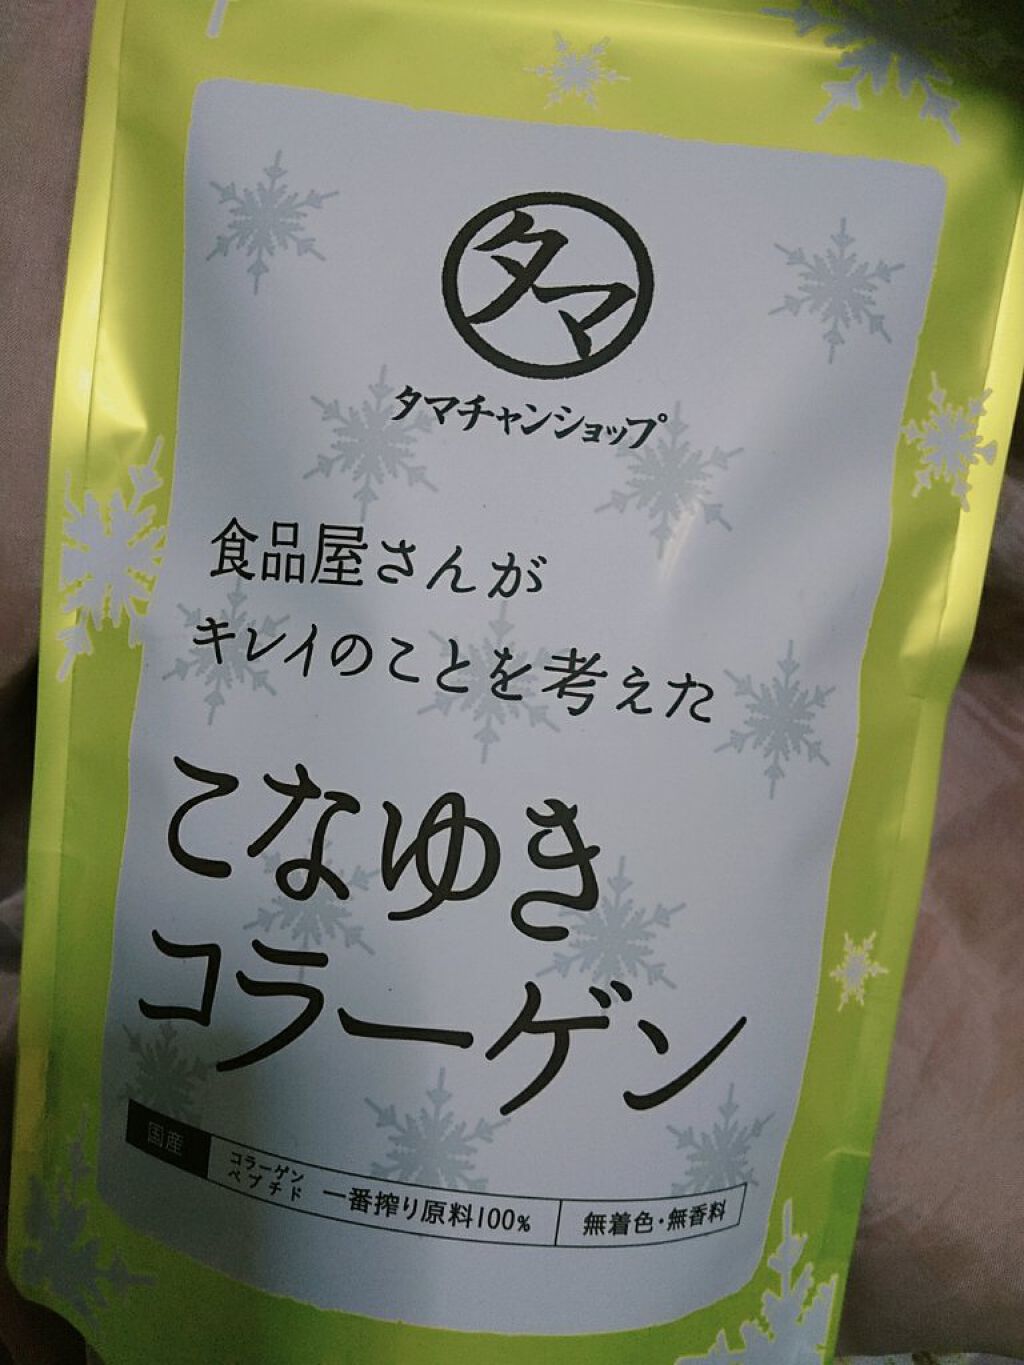 タマ
タマチャンショップ
食品屋さんが
キレイのことを考えた
こなゆき
コラーゲン
国産 コラーゲンペプチド 一番搾り原料100% 無着色・無香料